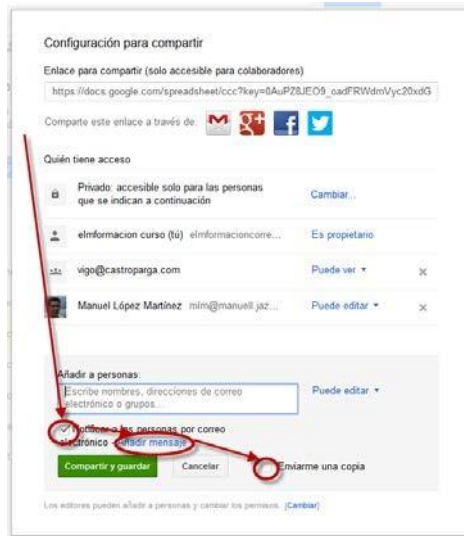 Configuración para compartir
Enlace para compartir (solo accesible para colaboradores)
https://docs.google.com/spreadsheet/ccc?key=0AuPZ8JEO9_oadFRWdmVyc20xdG
Comparte este enlace a través de:
Quién tiene acceso
Privado: accesible solo para las personas
que se indican a continuación
Cambiar...
elmformacion curso (tú) elmformacioncorre...
Es propietario
vigo@castroparga.com
Puede ver
Manuel López Martínez mlm@manuell.jaz...
Puede editar
Añadir a personas:
Escribe nombres, direcciones de correo
electrónico o grupos...
Puede editar
Notificar a las personas por correo
electrónico - Añadir mensaje
Compartir y guardar
Cancelar
Enviarme una copia
Los editores pueden añadir a personas y cambiar los permisos. [Cambiar]